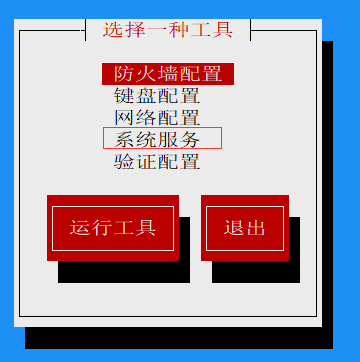 选择一种工具
防火墙配置
键盘配置
网络配置
系统服务
验证配置
运行工具 退出